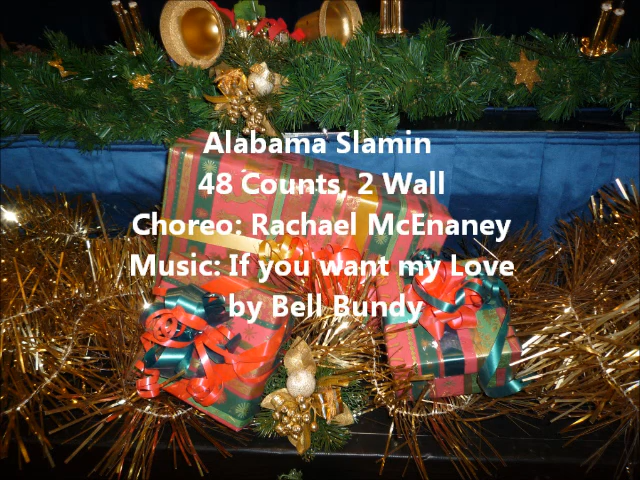 Alabama Slamin
48 Counts, 2 Wall
Choreo: Rachael McEnaney
Music: If you want my Love
by Bell Bundy